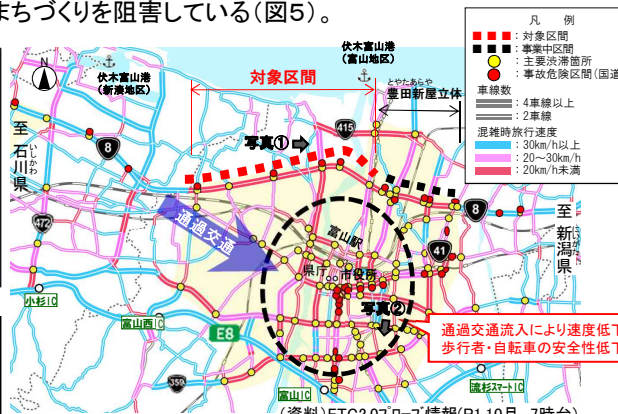 まちづくりを阻害している(図5)。
凡　例
：対象区間
：事業中区間
：主要渋滞箇所
：事故危険区間(国道
車線数
：4車線以上
：2車線
混雑時旅行速度
：30km/h以上
：20～30km/h
：20km/h未満
N
伏木富山港
(新湊地区)
対象区間
伏木富山港
(富山地区)
とやたあらや
豊田新屋立体
至 石川県
いしかわ
8
415
写真①
472
通過交通
富山駅
県庁
市役所
41
8
至 新潟県
にいがた
写真②
小杉IC
富山西IC
E8
359
富山IC
流杉スマートIC
通過交通流入により速度低下
歩行者・自転車の安全性低下
(資料)ETC2.0プローブ情報(R1.10月 7時台)